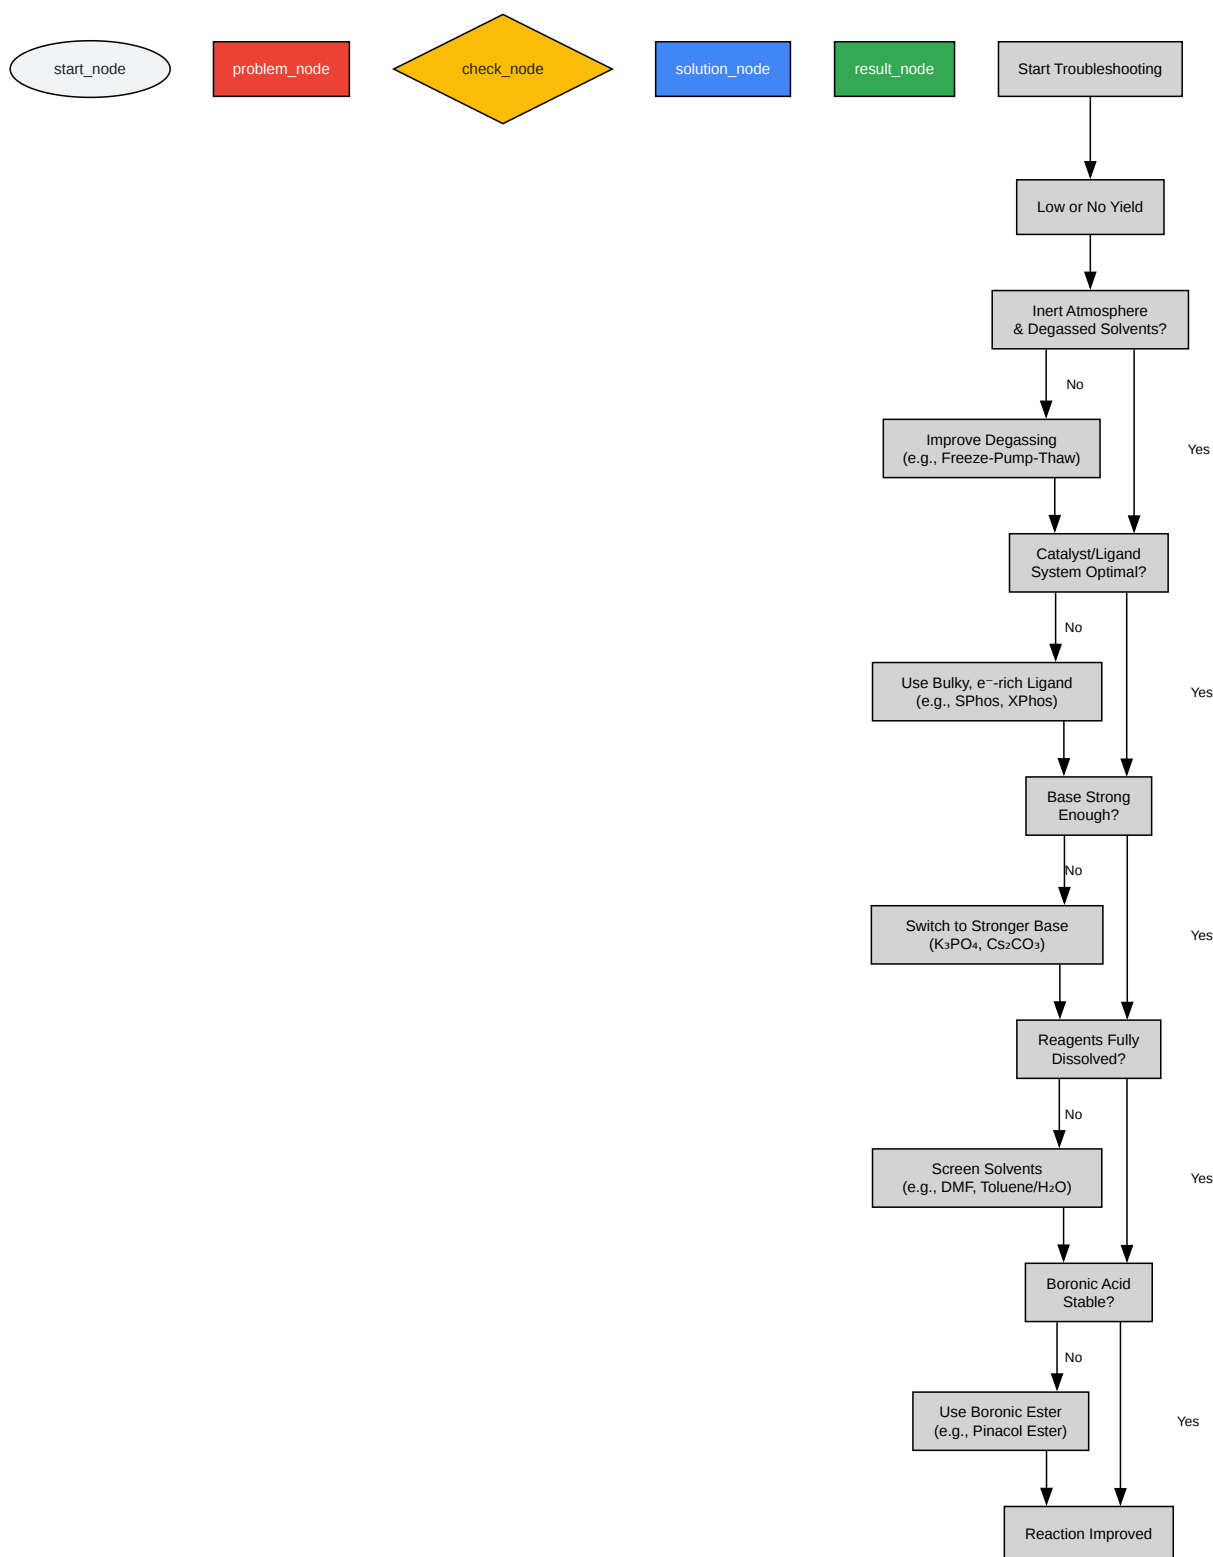 start_node
problem_node
check_node
solution_node
result_node
Start Troubleshooting
Low or No Yield
Inert Atmosphere
& Degassed Solvents?
No
Improve Degassing
(e.g., Freeze-Pump-Thaw)
Yes
Catalyst/Ligand
System Optimal?
No
Use Bulky, e⁻-rich Ligand
(e.g., SPhos, XPhos)
Yes
Base Strong
Enough?
No
Switch to Stronger Base
(K₃PO₄, Cs₂CO₃)
Yes
Reagents Fully
Dissolved?
No
Screen Solvents
(e.g., DMF, Toluene/H₂O)
Yes
Boronic Acid
Stable?
No
Use Boronic Ester
(e.g., Pinacol Ester)
Yes
Reaction Improved